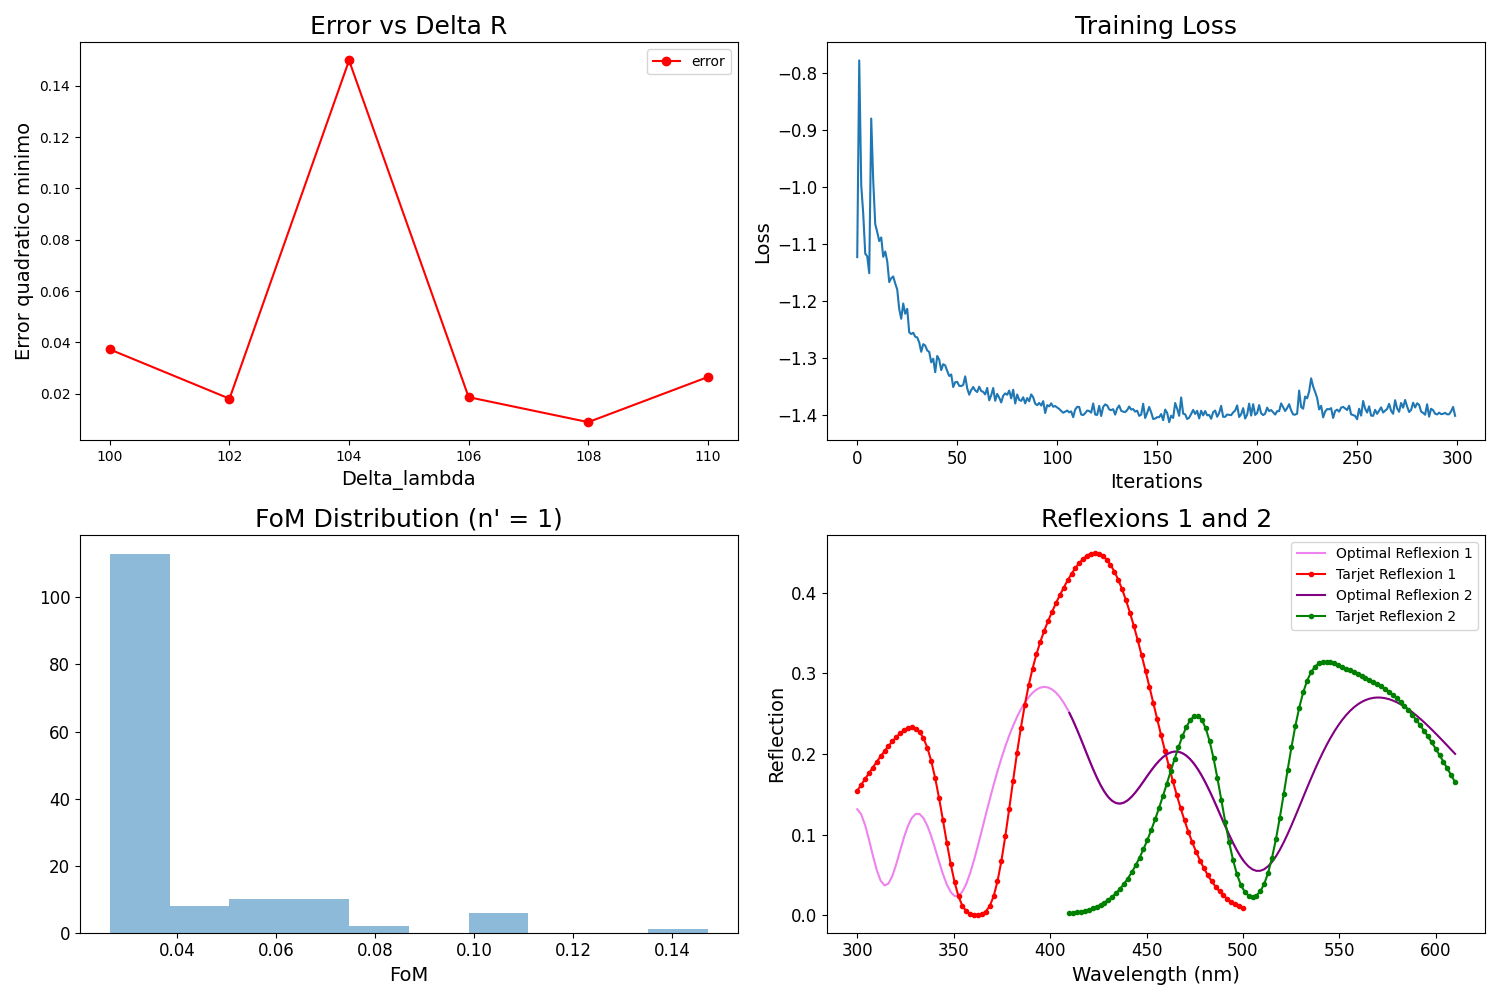 Error vs Delta R
error
Error quadratico minimo
0.14
0.12
0.10
0.08
0.06
0.04
0.02
100 102 104 106 108 110
Delta_lambda
Training Loss
Loss
−0.8
−0.9
−1.0
−1.1
−1.2
−1.3
−1.4
0 50 100 150 200 250 300
Iterations
FoM Distribution (n' = 1)
100
80
60
40
20
0
0.04 0.06 0.08 0.10 0.12 0.14
FoM
Reflexions 1 and 2
Optimal Reflexion 1
Tarjet Reflexion 1
Optimal Reflexion 2
Tarjet Reflexion 2
Reflection
0.4
0.3
0.2
0.1
0.0
300 350 400 450 500 550 600
Wavelength (nm)